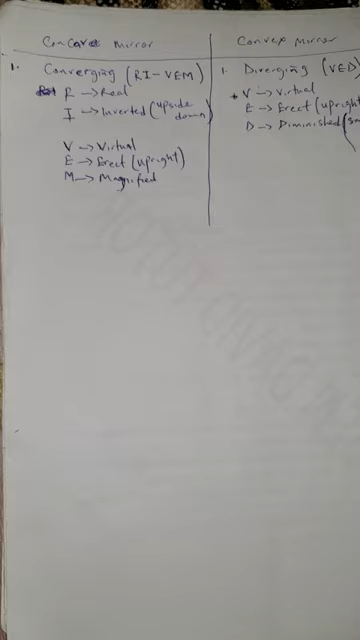 Concave Mirror
1. Converging (RI - VEM)
R → Real
I → Inverted (upside down)
V → Virtual
E → Erect (upright)
M → Magnified
Convex Mirror
1. Diverging (VED)
V → Virtual
E → Erect (upright
D → Diminished (